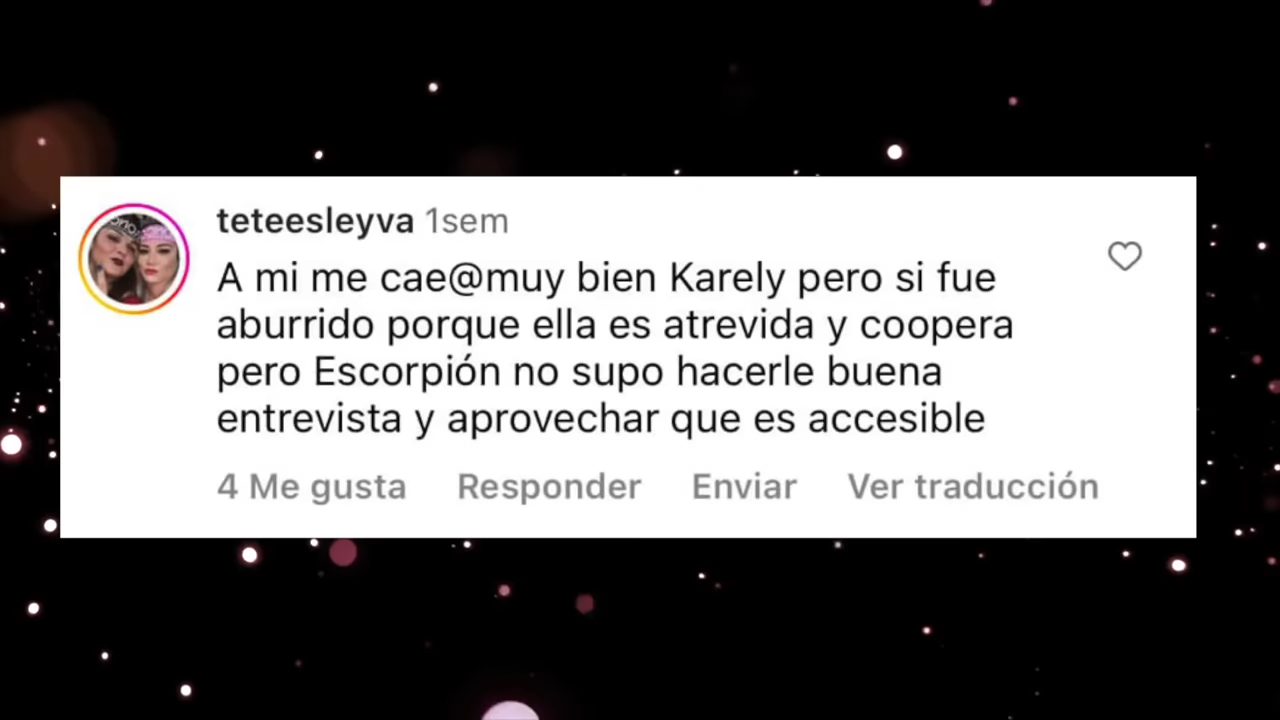 teteesleyva 1sem
A mi me cae@muy bien Karely pero si fue
aburrido porque ella es atrevida y coopera
pero Escorpión no supo hacerle buena
entrevista y aprovechar que es accesible
4 Me gusta Responder Enviar Ver traducción